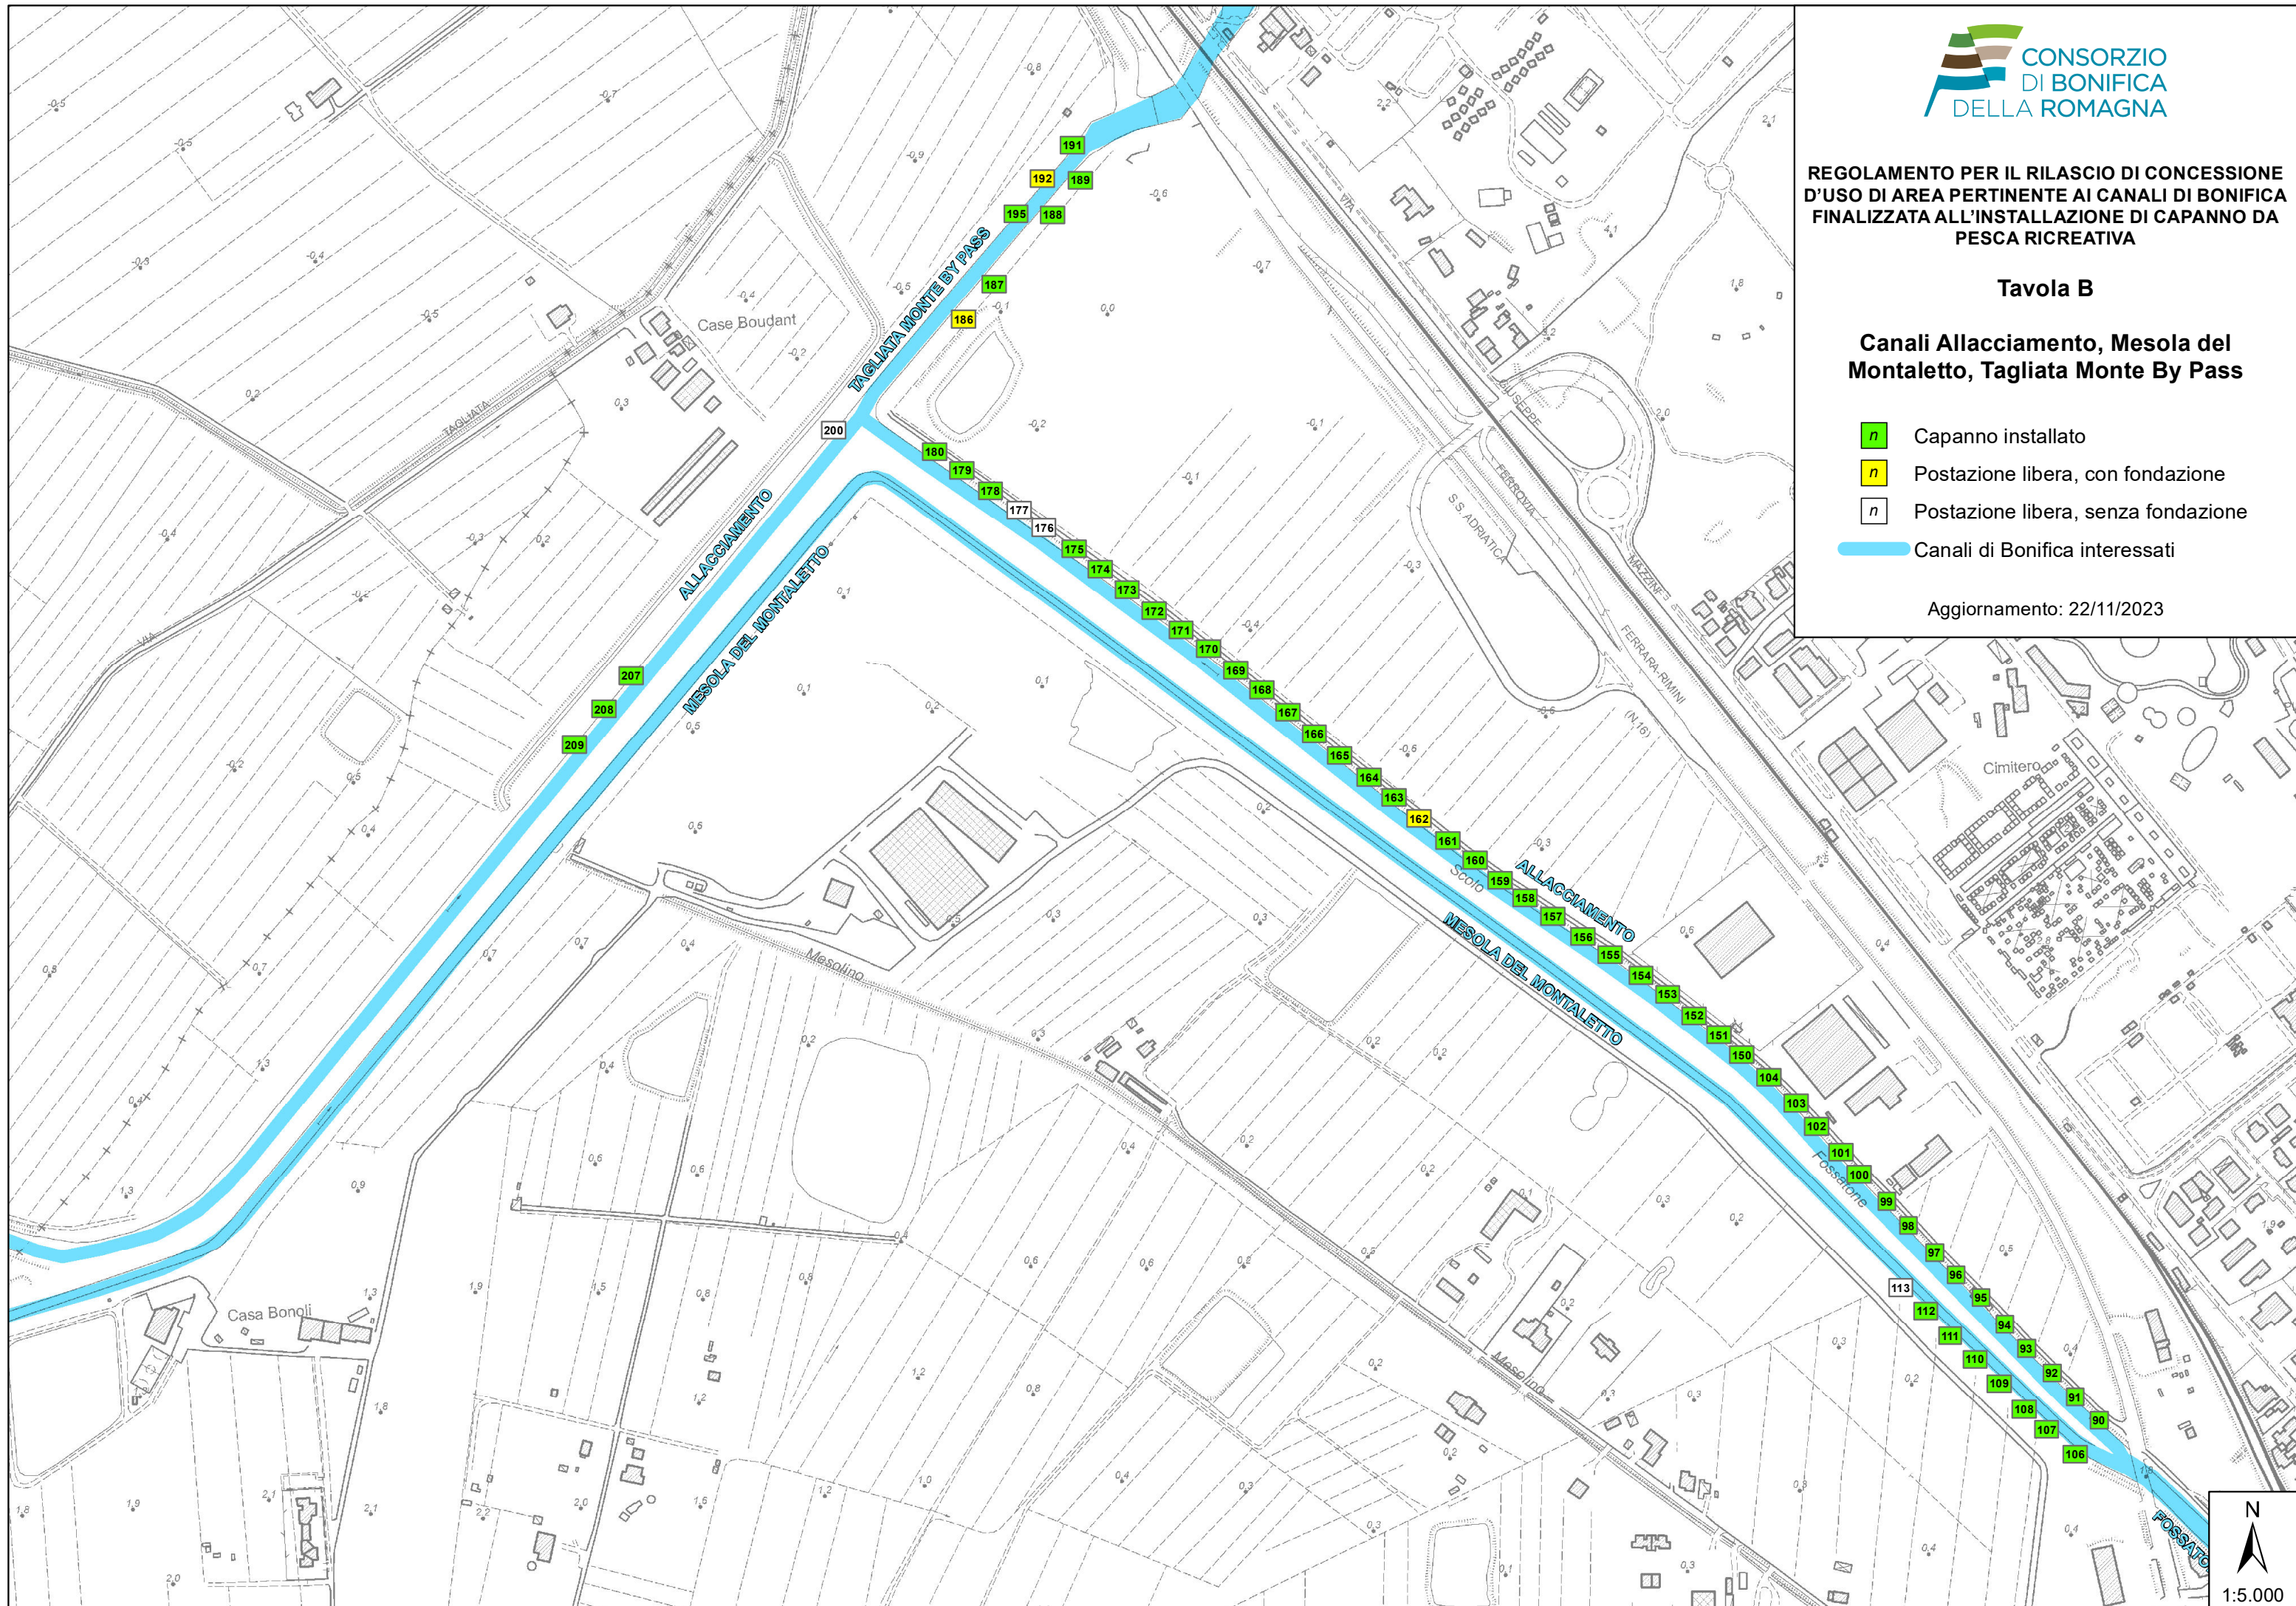 CONSORZIO
DI BONIFICA
DELLA ROMAGNA
REGOLAMENTO PER IL RILASCIO DI CONCESSIONE
D'USO DI AREA PERTINENTE AI CANALI DI BONIFICA
FINALIZZATA ALL'INSTALLAZIONE DI CAPANNO DA
PESCA RICREATIVA
Tavola B
Canali Allacciamento, Mesola del
Montaletto, Tagliata Monte By Pass
n Capanno installato
n Postazione libera, con fondazione
n Postazione libera, senza fondazione
Canali di Bonifica interessati
Aggiornamento: 22/11/2023
191
192
189
195
188
187
186
TAGLIATA MONTE BY PASS
Case Boudant
TAGLIATA
VIA
200
180
179
178
177
176
175
174
173
172
171
170
169
168
167
166
165
164
163
162
161
160
159
158
157
156
155
154
153
152
151
150
104
103
102
101
100
99
98
97
96
95
94
93
92
91
90
113
112
111
110
109
108
107
106
207
208
209
ALLACCIAMENTO
MESOLA DEL MONTALETTO
ALLACCIAMENTO
MESOLA DEL MONTALETTO
Scolo
Fossatone
Mesolino
Mesolino
Casa Bonoli
Cimitero
VIA
GIUSEPPE
MAZZINI
FERROVIA
FERRARA RIMINI
S.S. ADRIATICA
(N.16)
FOSSATO
N
1:5.000